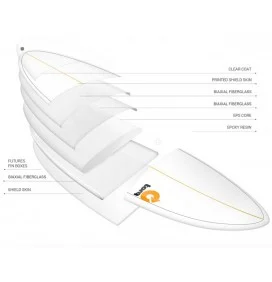 CLEAR COAT
PRINTED SHIELD SKIN
BIAXIAL FIBERGLASS
BIAXIAL FIBERGLASS
EPS CORE
EPOXY RESIN
FUTURES
FIN BOXES
BIAXIAL FIBERGLASS
SHIELD SKIN